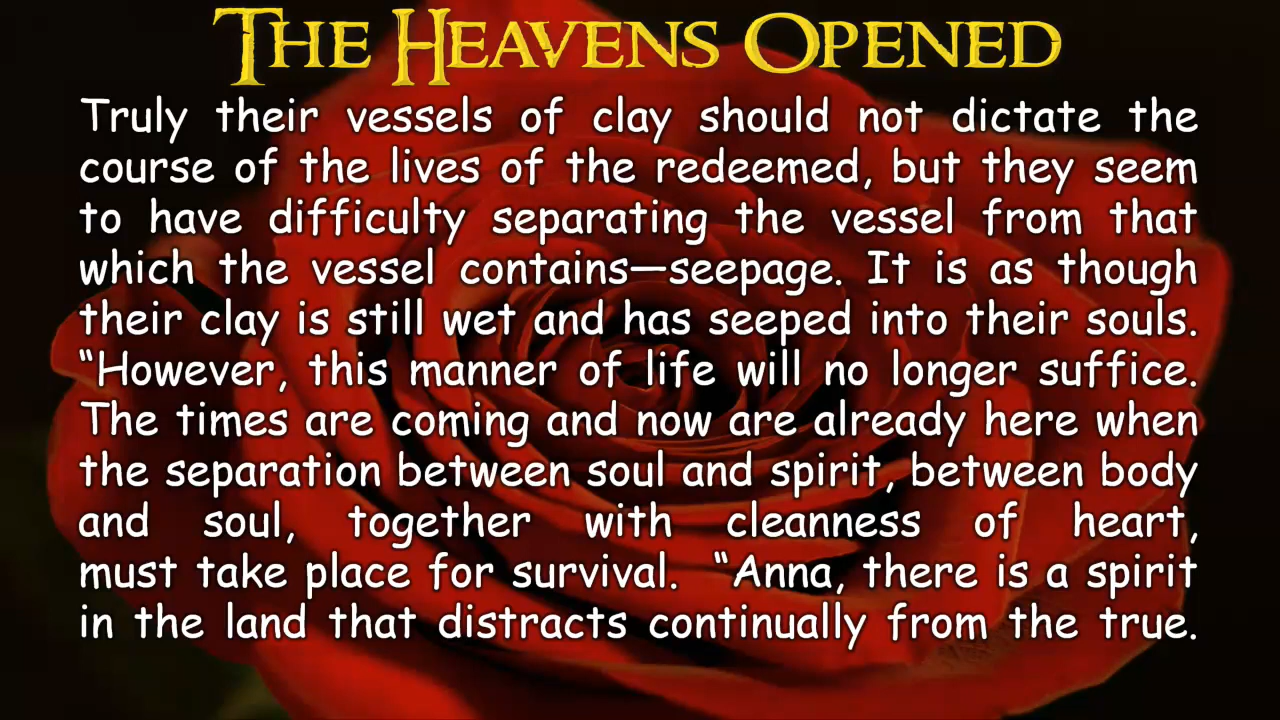 THE HEAVENS OPENED
Truly their vessels of clay should not dictate the
course of the lives of the redeemed, but they seem
to have difficulty separating the vessel from that
which the vessel contains—seepage. It is as though
their clay is still wet and has seeped into their souls.
“However, this manner of life will no longer suffice.
The times are coming and now are already here when
the separation between soul and spirit, between body
and soul, together with cleanness of heart,
must take place for survival. “Anna, there is a spirit
in the land that distracts continually from the true.